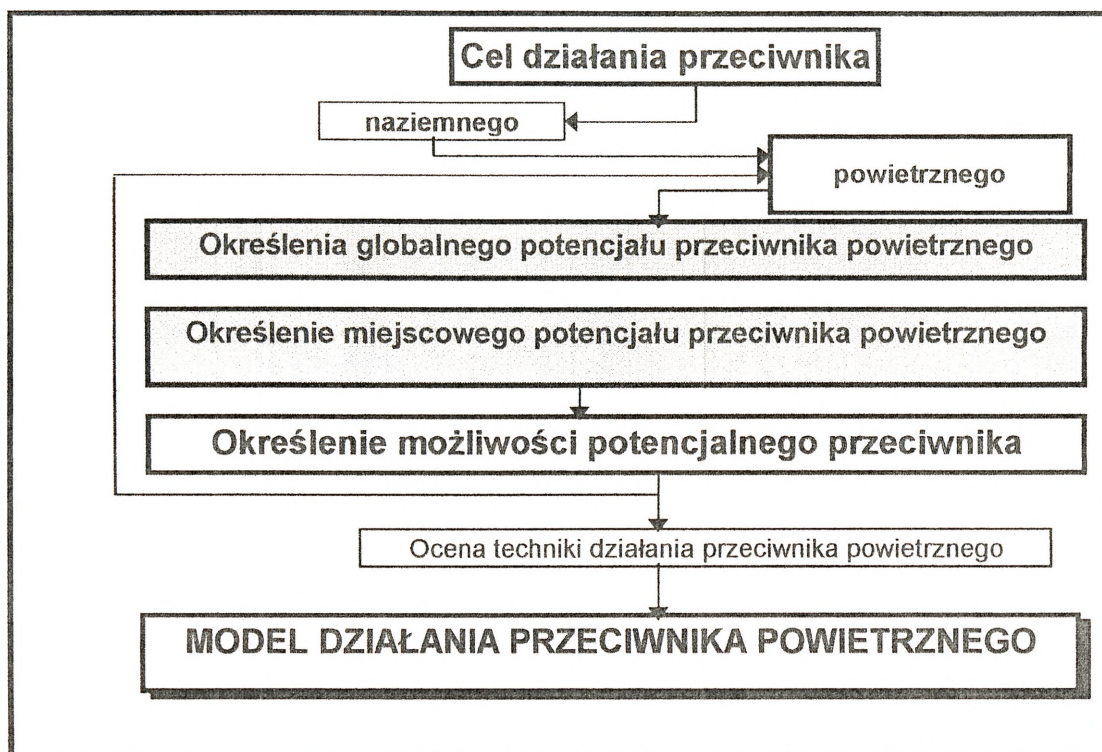 Cel działania przeciwnika
naziemnego
powietrznego
Określenia globalnego potencjału przeciwnika powietrznego
Określenie miejscowego potencjału przeciwnika powietrznego
Określenie możliwości potencjalnego przeciwnika
Ocena techniki działania przeciwnika powietrznego
MODEL DZIAŁANIA PRZECIWNIKA POWIETRZNEGO